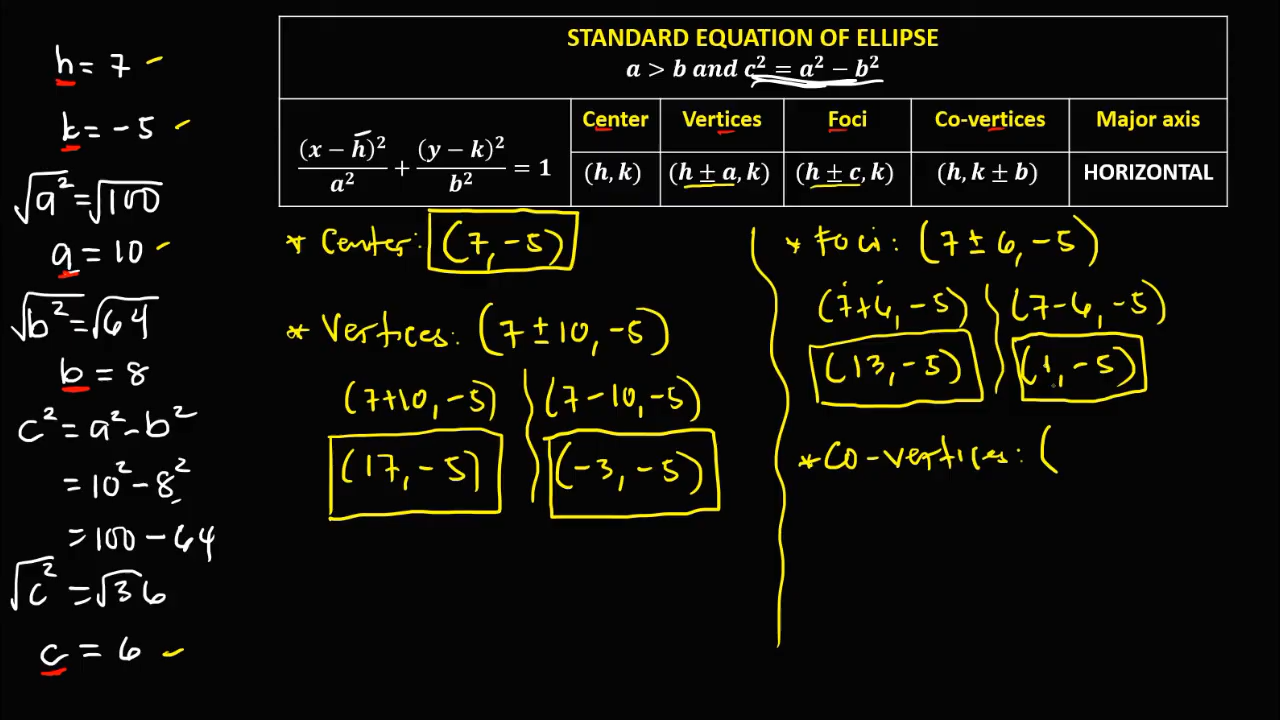 h = 7
k = -5
√a² = √100
a = 10
√b² = √64
b = 8
c² = a² - b²
= 10² - 8²
= 100 - 64
√c² = √36
c = 6
STANDARD EQUATION OF ELLIPSE
a > b and c² = a² − b²
(x − h)²/a² + (y − k)²/b² = 1
Center
Vertices
Foci
Co-vertices
Major axis
(h, k)
(h ± a, k)
(h ± c, k)
(h, k ± b)
HORIZONTAL
* Center: (7, -5)
* Vertices: (7 ± 10, -5)
(7+10, -5) (7-10, -5)
(17, -5) (-3, -5)
* Foci: (7 ± 6, -5)
(7+6, -5) (7-6, -5)
(13, -5) (1, -5)
* Co-vertices: (